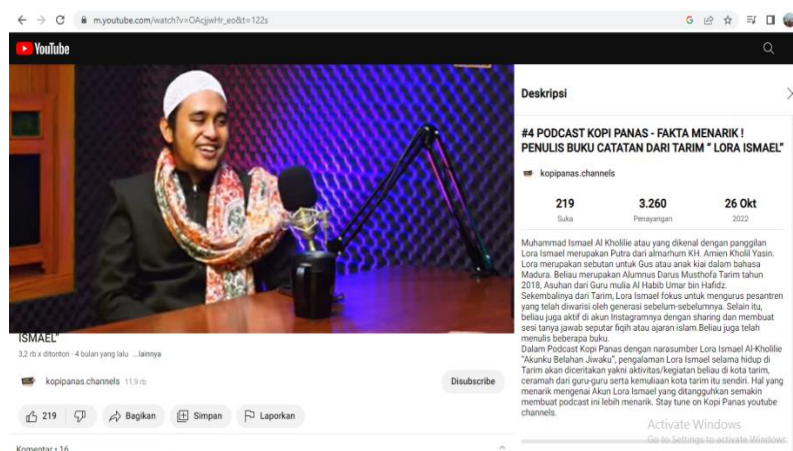 m.youtube.com/watch?v=OAcjjwHr_eo&t=122s
YouTube
ISMAEL"
3,2 rb x ditonton · 4 bulan yang lalu ...lainnya
kopipanas.channels 11,9 rb
Disubscribe
219
Bagikan
Simpan
Laporkan
Komentar • 16
Deskripsi
#4 PODCAST KOPI PANAS - FAKTA MENARIK !
PENULIS BUKU CATATAN DARI TARIM " LORA ISMAEL"
kopipanas.channels
219 3.260 26 Okt
Suka Penayangan 2022
Muhammad Ismael Al Kholilie atau yang dikenal dengan panggilan
Lora Ismael merupakan Putra dari almarhum KH. Amien Kholil Yasin.
Lora merupakan sebutan untuk Gus atau anak kiai dalam bahasa
Madura. Beliau merupakan Alumnus Darus Musthofa Tarim tahun
2018, Asuhan dari Guru mulia Al Habib Umar bin Hafidz.
Sekembalinya dari Tarim, Lora Ismael fokus untuk mengurus pesantren
yang telah diwarisi oleh generasi sebelum-sebelumnya. Selain itu,
beliau juga aktif di akun Instagramnya dengan sharing dan membuat
sesi tanya jawab seputar fiqih atau ajaran islam.Beliau juga telah
menulis beberapa buku.
Dalam Podcast Kopi Panas dengan narasumber Lora Ismael Al-Kholilie
"Akunku Belahan Jiwaku", pengalaman Lora Ismael selama hidup di
Tarim akan diceritakan yakni aktivitas/kegiatan beliau di kota tarim,
ceramah dari guru-guru serta kemuliaan kota tarim itu sendiri. Hal yang
menarik mengenai Akun Lora Ismael yang ditangguhkan semakin
membuat podcast ini lebih menarik. Stay tune on Kopi Panas youtube
channels.
Activate Windows
Go to Settings to activate Windows.